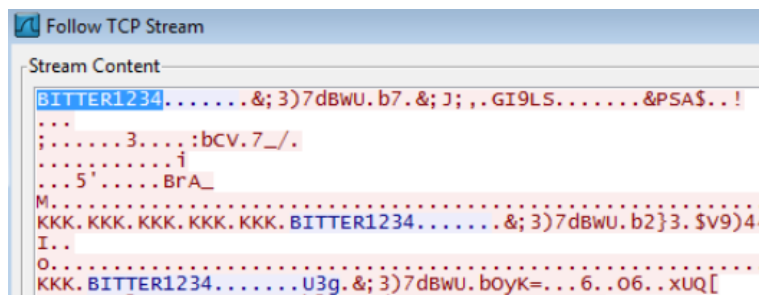 Follow TCP Stream
Stream Content
BITTER1234.......&;3)7dBWU.b7.&;J;,.GI9LS.......&PSA$..!
...
;......3....:bCV.7_/.
...........i
...5'.....BrA_
M...........................................................
KKK.KKK.KKK.KKK.KKK.BITTER1234.......&;3)7dBWU.b2}3.$V9)4
I..
O...........................................................
KKK.BITTER1234.......U3g.&;3)7dBWU.bOyK=...6..O6..xUQ[